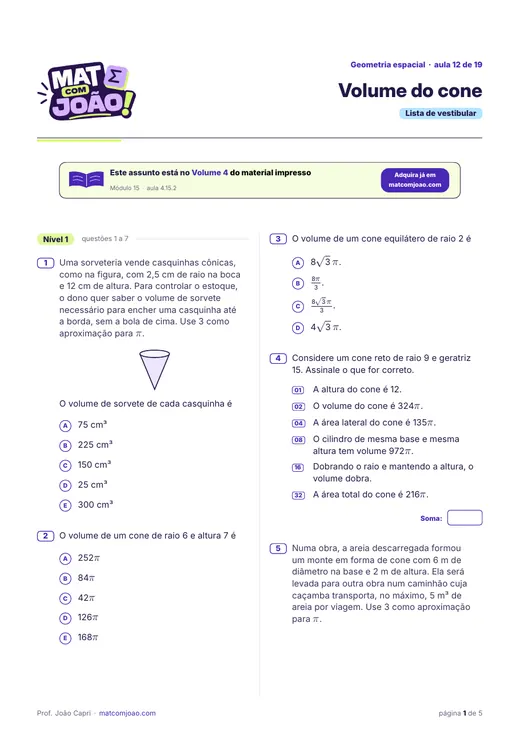 MAT Σ
COM
JOÃO!
Geometria espacial · aula 12 de 19
Volume do cone
Lista de vestibular
Este assunto está no Volume 4 do material impresso
Módulo 15 · aula 4.15.2
Adquira já em
matcomjoao.com
Nível 1 questões 1 a 7
1 Uma sorveteria vende casquinhas cônicas,
como na figura, com 2,5 cm de raio na boca
e 12 cm de altura. Para controlar o estoque,
o dono quer saber o volume de sorvete
necessário para encher uma casquinha até
a borda, sem a bola de cima. Use 3 como
aproximação para π.
O volume de sorvete de cada casquinha é
A 75 cm³
B 225 cm³
C 150 cm³
D 25 cm³
E 300 cm³
2 O volume de um cone de raio 6 e altura 7 é
A 252π
B 84π
C 42π
D 126π
E 168π
3 O volume de um cone equilátero de raio 2 é
A 8√3 π.
B 8π/3.
C 8√3 π/3.
D 4√3 π.
4 Considere um cone reto de raio 9 e geratriz
15. Assinale o que for correto.
01 A altura do cone é 12.
02 O volume do cone é 324π.
04 A área lateral do cone é 135π.
08 O cilindro de mesma base e mesma
altura tem volume 972π.
16 Dobrando o raio e mantendo a altura, o
volume dobra.
32 A área total do cone é 216π.
Soma:
5 Numa obra, a areia descarregada formou
um monte em forma de cone com 6 m de
diâmetro na base e 2 m de altura. Ela será
levada para outra obra num caminhão cuja
caçamba transporta, no máximo, 5 m³ de
areia por viagem. Use 3 como aproximação
para π.
Prof. João Capri · matcomjoao.com
página 1 de 5